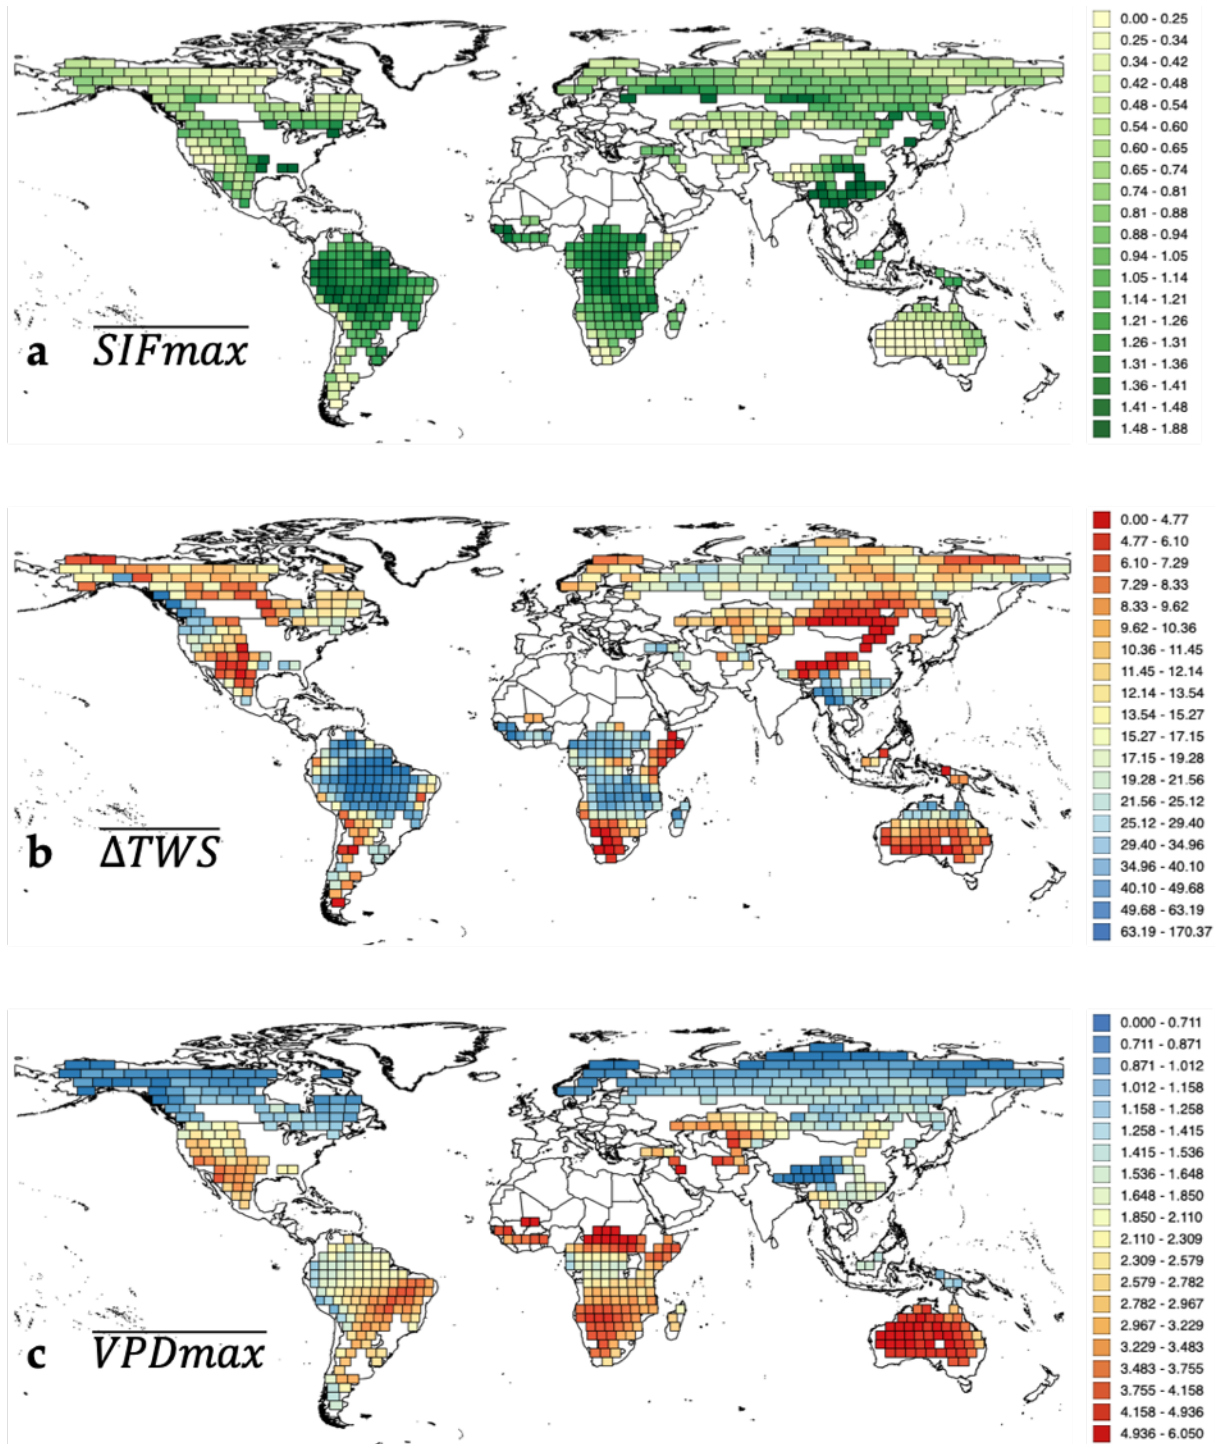 0.00 - 0.25
0.25 - 0.34
0.34 - 0.42
0.42 - 0.48
0.48 - 0.54
0.54 - 0.60
0.60 - 0.65
0.65 - 0.74
0.74 - 0.81
0.81 - 0.88
0.88 - 0.94
0.94 - 1.05
1.05 - 1.14
1.14 - 1.21
1.21 - 1.26
1.26 - 1.31
1.31 - 1.36
1.36 - 1.41
1.41 - 1.48
1.48 - 1.88
a SIFmax
0.00 - 4.77
4.77 - 6.10
6.10 - 7.29
7.29 - 8.33
8.33 - 9.62
9.62 - 10.36
10.36 - 11.45
11.45 - 12.14
12.14 - 13.54
13.54 - 15.27
15.27 - 17.15
17.15 - 19.28
19.28 - 21.56
21.56 - 25.12
25.12 - 29.40
29.40 - 34.96
34.96 - 40.10
40.10 - 49.68
49.68 - 63.19
63.19 - 170.37
b ΔTWS
0.000 - 0.711
0.711 - 0.871
0.871 - 1.012
1.012 - 1.158
1.158 - 1.258
1.258 - 1.415
1.415 - 1.536
1.536 - 1.648
1.648 - 1.850
1.850 - 2.110
2.110 - 2.309
2.309 - 2.579
2.579 - 2.782
2.782 - 2.967
2.967 - 3.229
3.229 - 3.483
3.483 - 3.755
3.755 - 4.158
4.158 - 4.936
4.936 - 6.050
c VPDmax